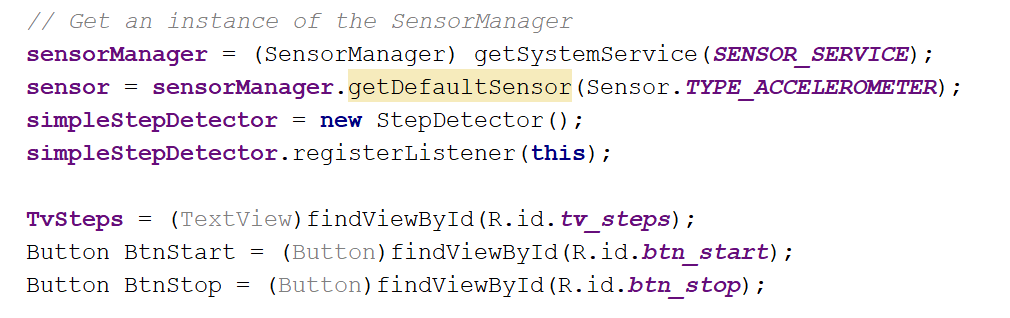 // Get an instance of the SensorManager
sensorManager = (SensorManager) getSystemService(SENSOR_SERVICE);
sensor = sensorManager.getDefaultSensor(Sensor.TYPE_ACCELEROMETER);
simpleStepDetector = new StepDetector();
simpleStepDetector.registerListener(this);
TvSteps = (TextView)findViewById(R.id.tv_steps);
Button BtnStart = (Button)findViewById(R.id.btn_start);
Button BtnStop = (Button)findViewById(R.id.btn_stop);